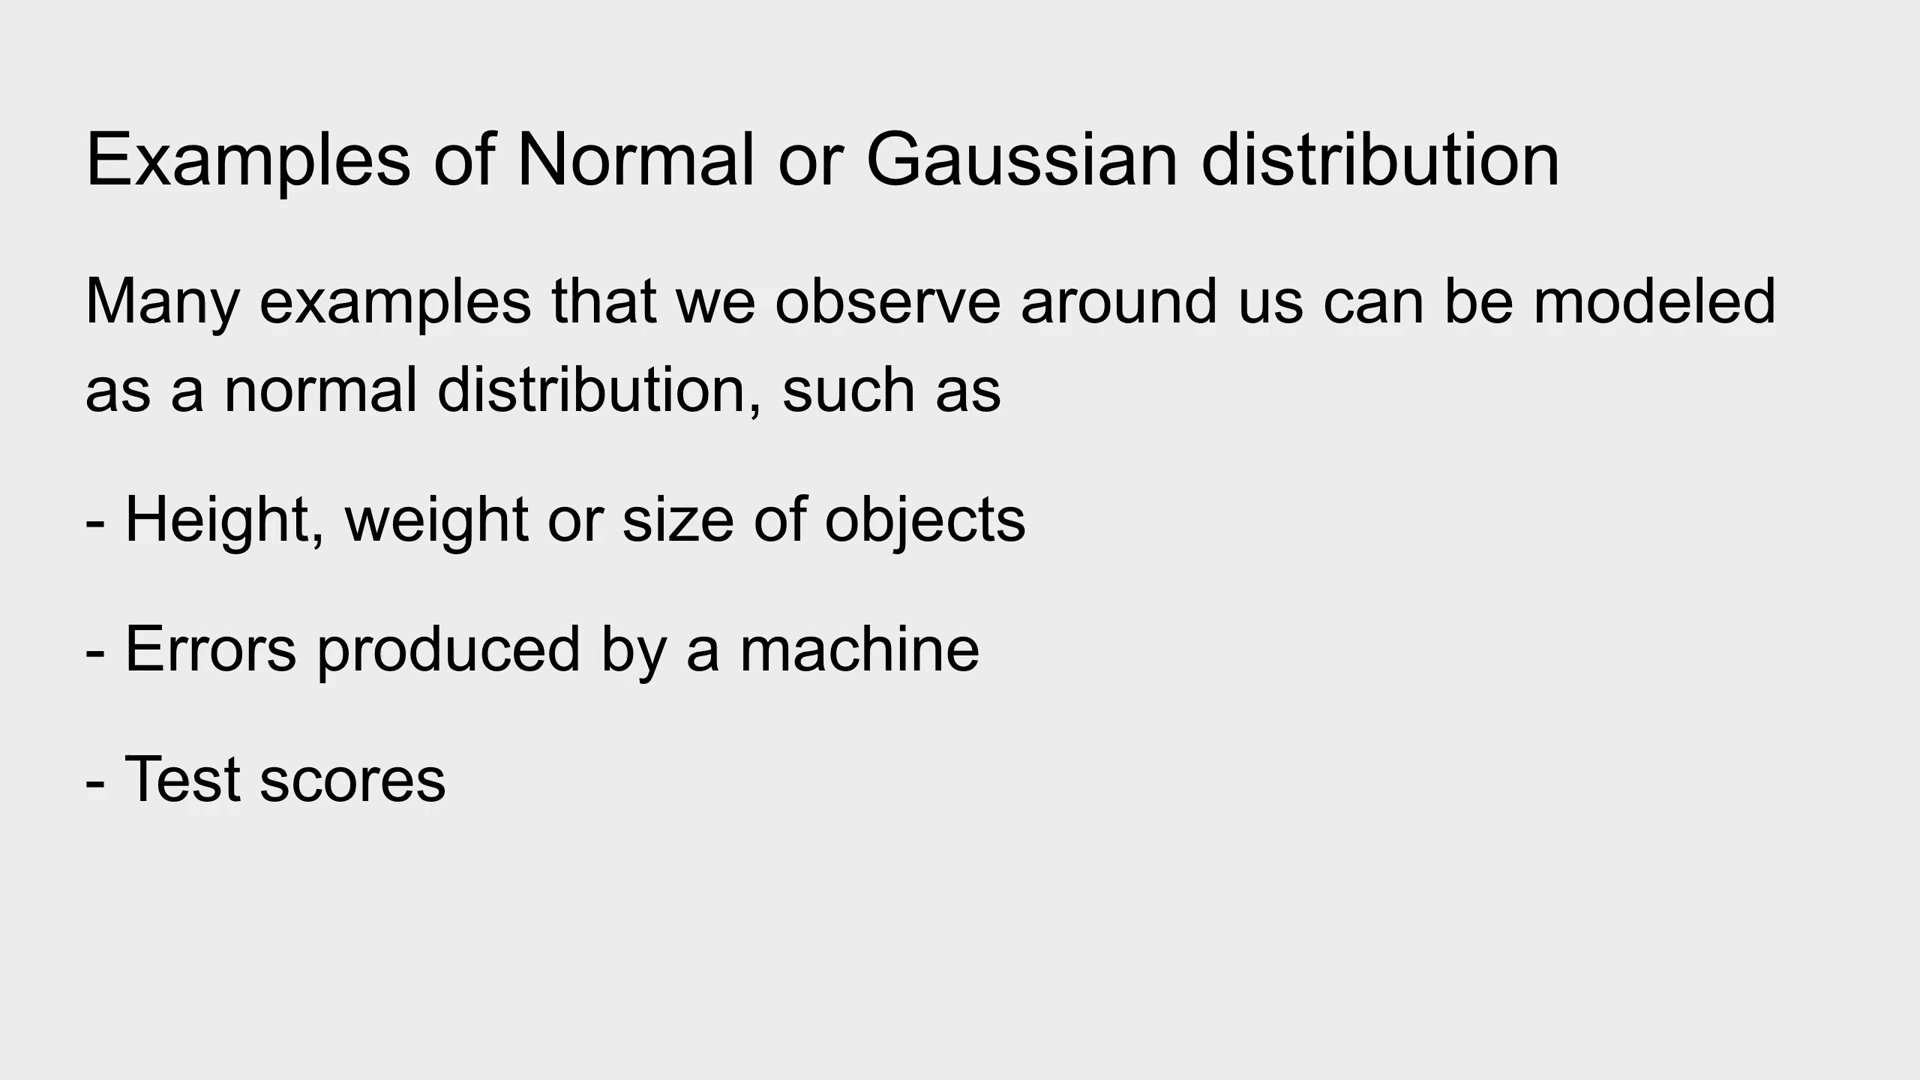 Examples of Normal or Gaussian distribution
Many examples that we observe around us can be modeled
as a normal distribution, such as
- Height, weight or size of objects
- Errors produced by a machine
- Test scores